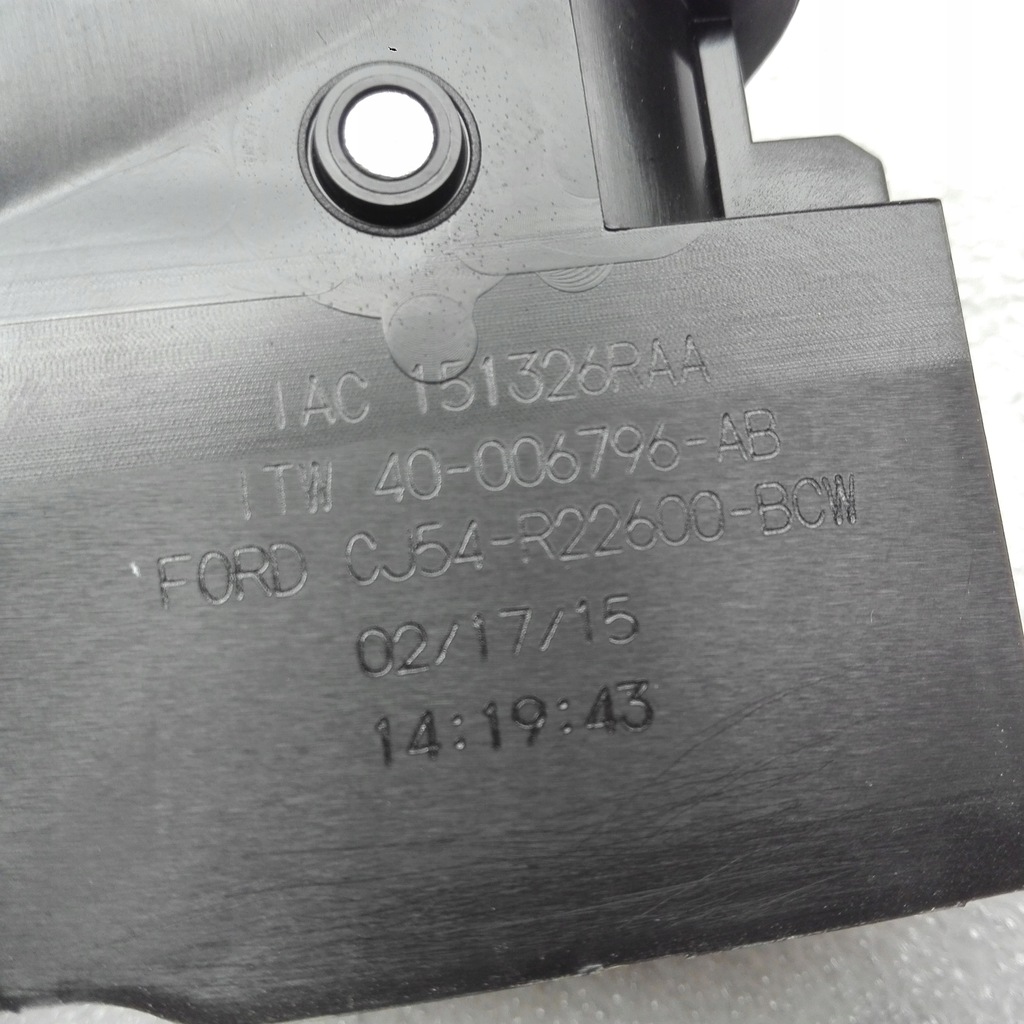 IAC 151326RAA
ITW 40-006796-AB
FORD CJ54-R22600-BCW
02/17/15
14:19:43